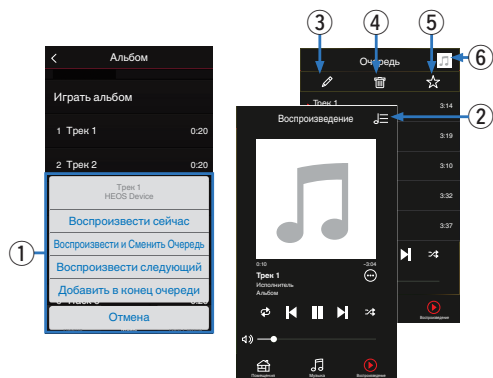 ③
④
⑤
Альбом
Очередь
⑥
Играть альбом
Трек 1
3:14
②
Воспроизведение
1 Трек 1
0:20
3:19
2 Трек 2
0:20
3:10
Трек 1
HEOS Device
3:32
Воспроизвести сейчас
3:37
①
Воспроизвести и Сменить Очередь
Воспроизвести следующий
0:10
-3:04
Трек 1
Исполнитель
Альбом
Добавить в конец очереди
Отмена
Воспроизведение
Помещения
Музыка
Воспроизведение